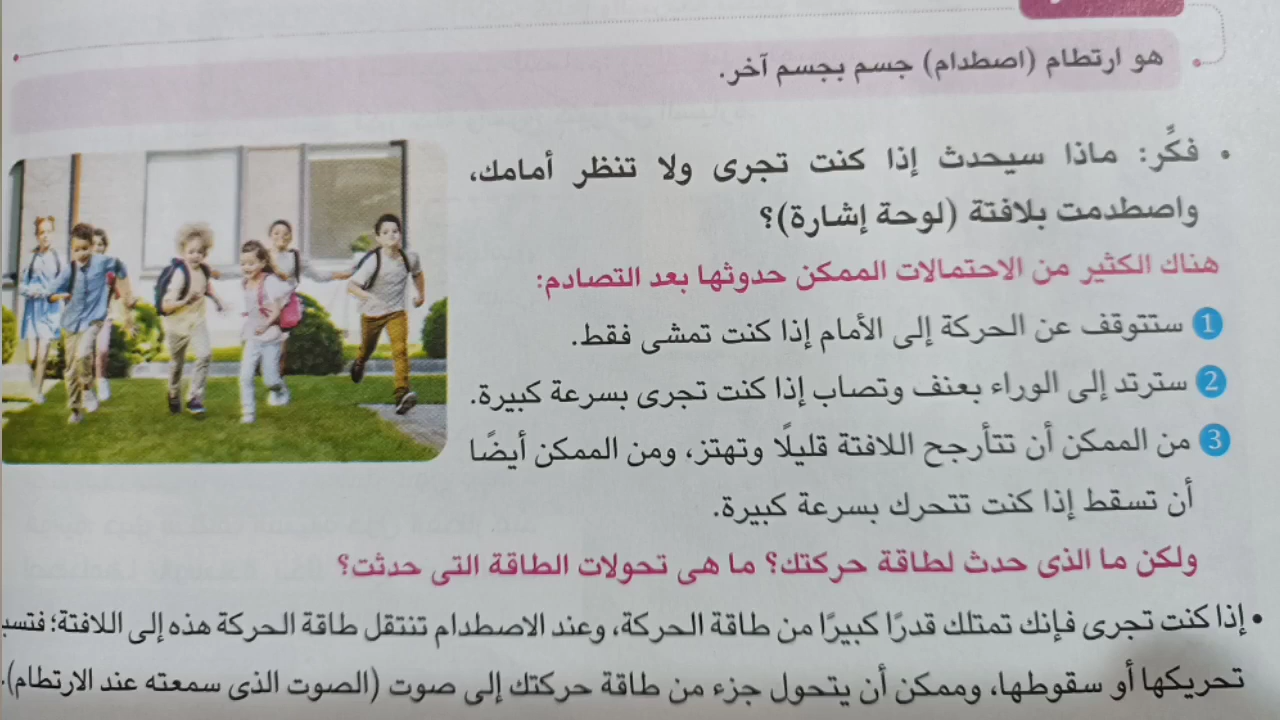 هو ارتطام (اصطدام) جسم بجسم آخر.
• فكِّر: ماذا سيحدث إذا كنت تجرى ولا تنظر أمامك،
واصطدمت بلافتة (لوحة إشارة)؟
هناك الكثير من الاحتمالات الممكن حدوثها بعد التصادم:
1 ستتوقف عن الحركة إلى الأمام إذا كنت تمشى فقط.
2 سترتد إلى الوراء بعنف وتصاب إذا كنت تجرى بسرعة كبيرة.
3 من الممكن أن تتأرجح اللافتة قليلًا وتهتز، ومن الممكن أيضًا
أن تسقط إذا كنت تتحرك بسرعة كبيرة.
ولكن ما الذى حدث لطاقة حركتك؟ ما هى تحولات الطاقة التى حدثت؟
• إذا كنت تجرى فإنك تمتلك قدرًا كبيرًا من طاقة الحركة، وعند الاصطدام تنتقل طاقة الحركة هذه إلى اللافتة؛
تحريكها أو سقوطها، وممكن أن يتحول جزء من طاقة حركتك إلى صوت (الصوت الذى سمعته عند الارتطام).